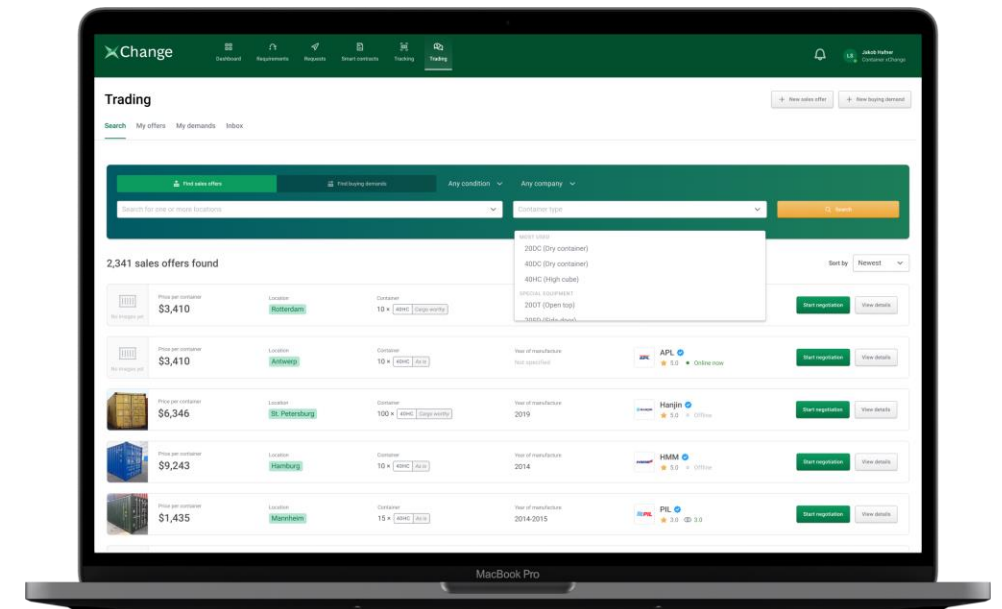 xChange
Dashboard Requirements Requests Smart contracts Tracking Trading
LS Jakob Hafner
Container xChange
Trading
+ New sales offer + New buying demand
Search My offers My demands Inbox
Find sales offers Find buying demands Any condition Any company
Search for one or more locations Container type Search
MOST USED
20DC (Dry container)
40DC (Dry container)
40HC (High cube)
SPECIAL EQUIPMENT
20OT (Open top)
2,341 sales offers found
Sort by Newest
No images yet
Price per container Location Container
$3,410 Rotterdam 10 × 40HC Cargo worthy
Start negotiation View details
No images yet
Price per container Location Container Year of manufacture
$3,410 Antwerp 10 × 40HC As is Not specified
APL
5.0 Online now
Start negotiation View details
Price per container Location Container Year of manufacture
$6,346 St. Petersburg 100 × 40HC Cargo worthy 2019
Hanjin
5.0 Offline
Start negotiation View details
Price per container Location Container Year of manufacture
$9,243 Hamburg 10 × 40HC As is 2014
HMM
5.0 Offline
Start negotiation View details
Price per container Location Container Year of manufacture
$1,435 Mannheim 15 × 40HC As is 2014-2015
PIL
3.0 3.0
Start negotiation View details
MacBook Pro